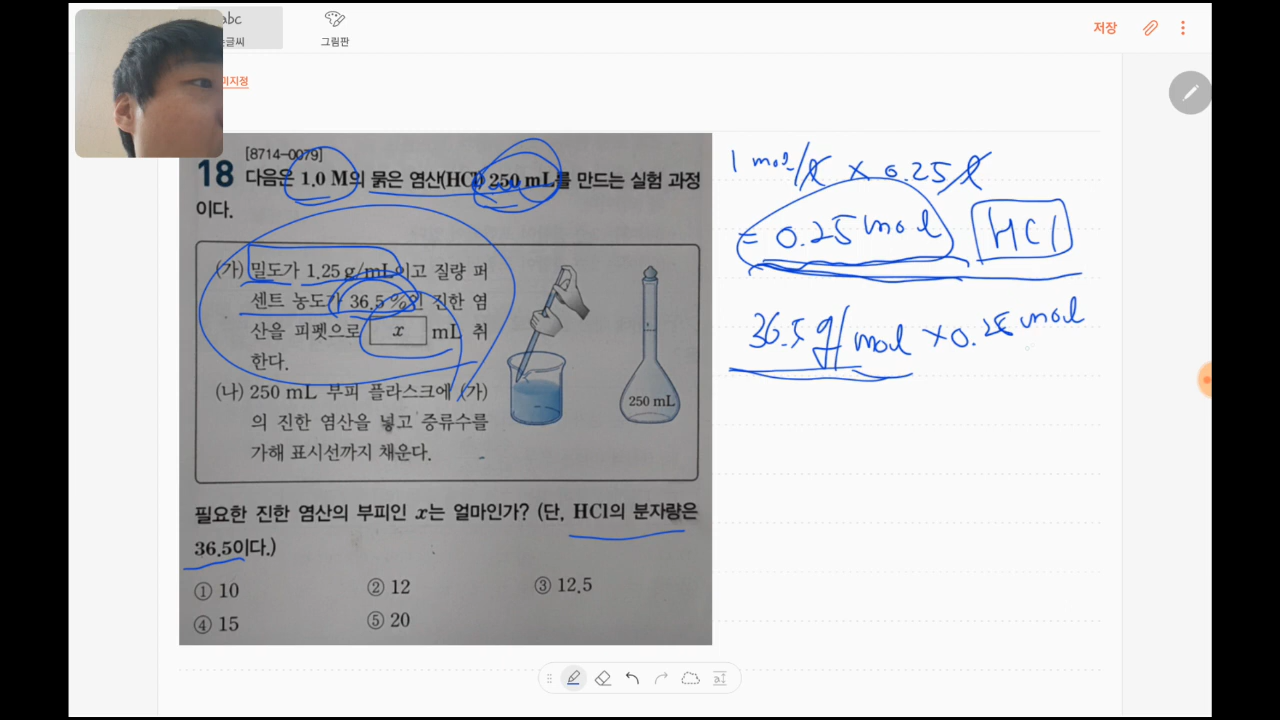 abc
글씨
그림판
저장
미지정
[8714-0079]
18 다음은 1.0 M의 묽은 염산(HCl) 250 mL를 만드는 실험 과정
이다.
(가) 밀도가 1.25 g/mL이고 질량 퍼
센트 농도가 36.5 %인 진한 염
산을 피펫으로 x mL 취
한다.
(나) 250 mL 부피 플라스크에 (가)
의 진한 염산을 넣고 증류수를
가해 표시선까지 채운다.
250 mL
필요한 진한 염산의 부피인 x는 얼마인가? (단, HCl의 분자량은
36.5이다.)
① 10 ② 12 ③ 12.5
④ 15 ⑤ 20
1 mol/ℓ × 0.25 ℓ
= 0.25 mol HCl
36.5 g/mol × 0.25 mol